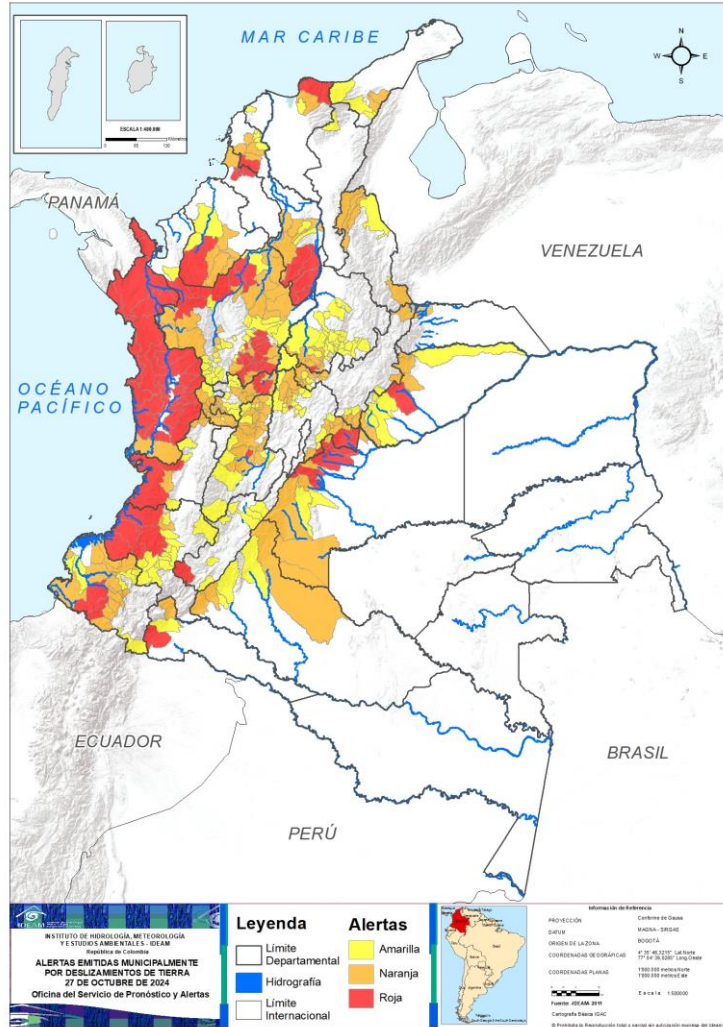 MAR CARIBE
N
W
E
S
ESCALA 1:400.000
PANAMÁ
VENEZUELA
OCÉANO
PACÍFICO
ECUADOR
BRASIL
PERÚ
IDEAM
INSTITUTO DE HIDROLOGÍA, METEOROLOGÍA
Y ESTUDIOS AMBIENTALES - IDEAM
República de Colombia
ALERTAS EMITIDAS MUNICIPALMENTE
POR DESLIZAMIENTOS DE TIERRA
27 DE OCTUBRE DE 2024
Oficina del Servicio de Pronóstico y Alertas
Leyenda
Límite
Departamental
Hidrografía
Límite
Internacional
Alertas
Amarilla
Naranja
Roja
Información de Referencia
PROYECCIÓN
Conforme de Gauss
DATUM
MAGNA - SIRGAS
ORIGEN DE LA ZONA
BOGOTÁ
COORDENADAS GEOGRÁFICAS
COORDENADAS PLANAS
Fuente: IDEAM
Cartografía Básica IGAC